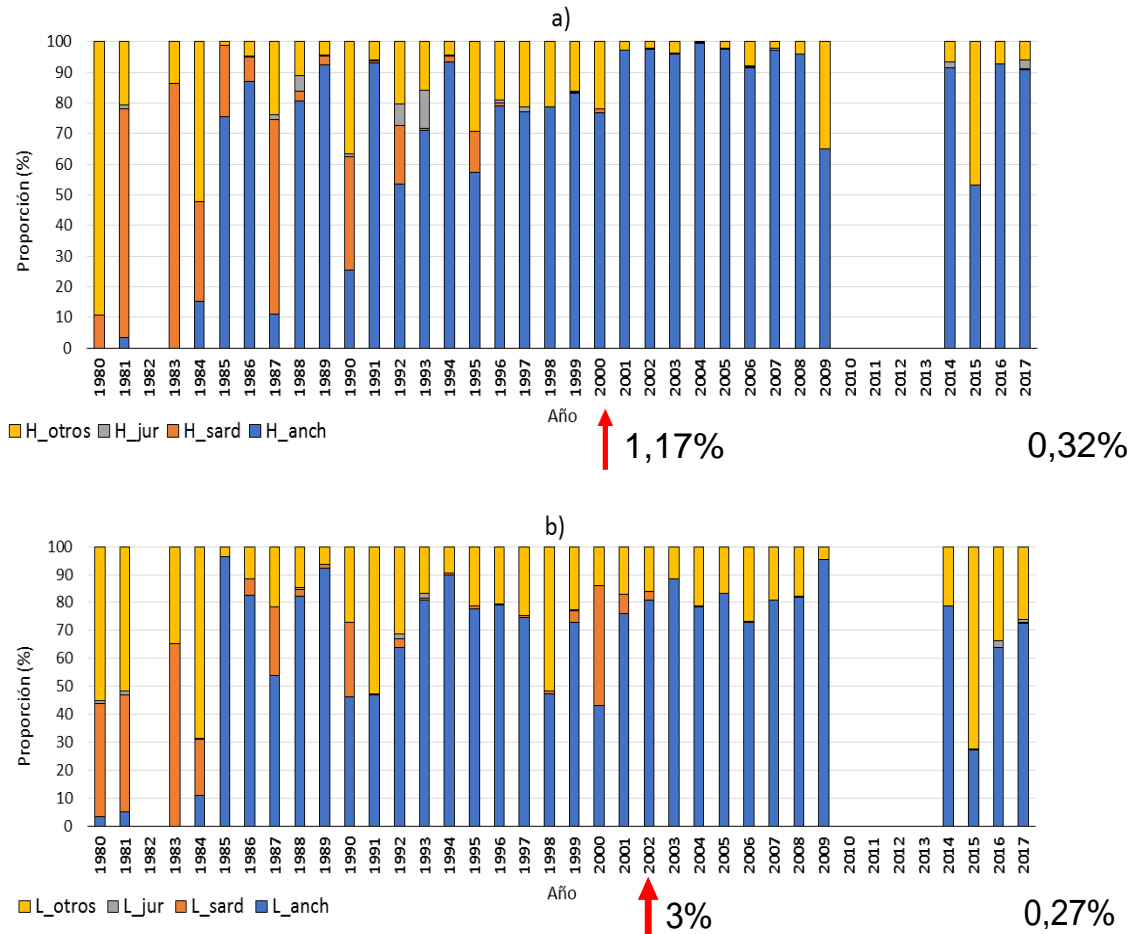 a)
Proporción (%)
100
90
80
70
60
50
40
30
20
10
0
1980 1981 1982 1983 1984 1985 1986 1987 1988 1989 1990 1991 1992 1993 1994 1995 1996 1997 1998 1999 2000 2001 2002 2003 2004 2005 2006 2007 2008 2009 2010 2011 2012 2013 2014 2015 2016 2017
Año
H_otros H_jur H_sard H_anch
1,17% 0,32%
b)
Proporción (%)
100
90
80
70
60
50
40
30
20
10
0
1980 1981 1982 1983 1984 1985 1986 1987 1988 1989 1990 1991 1992 1993 1994 1995 1996 1997 1998 1999 2000 2001 2002 2003 2004 2005 2006 2007 2008 2009 2010 2011 2012 2013 2014 2015 2016 2017
Año
L_otros L_jur L_sard L_anch
3% 0,27%